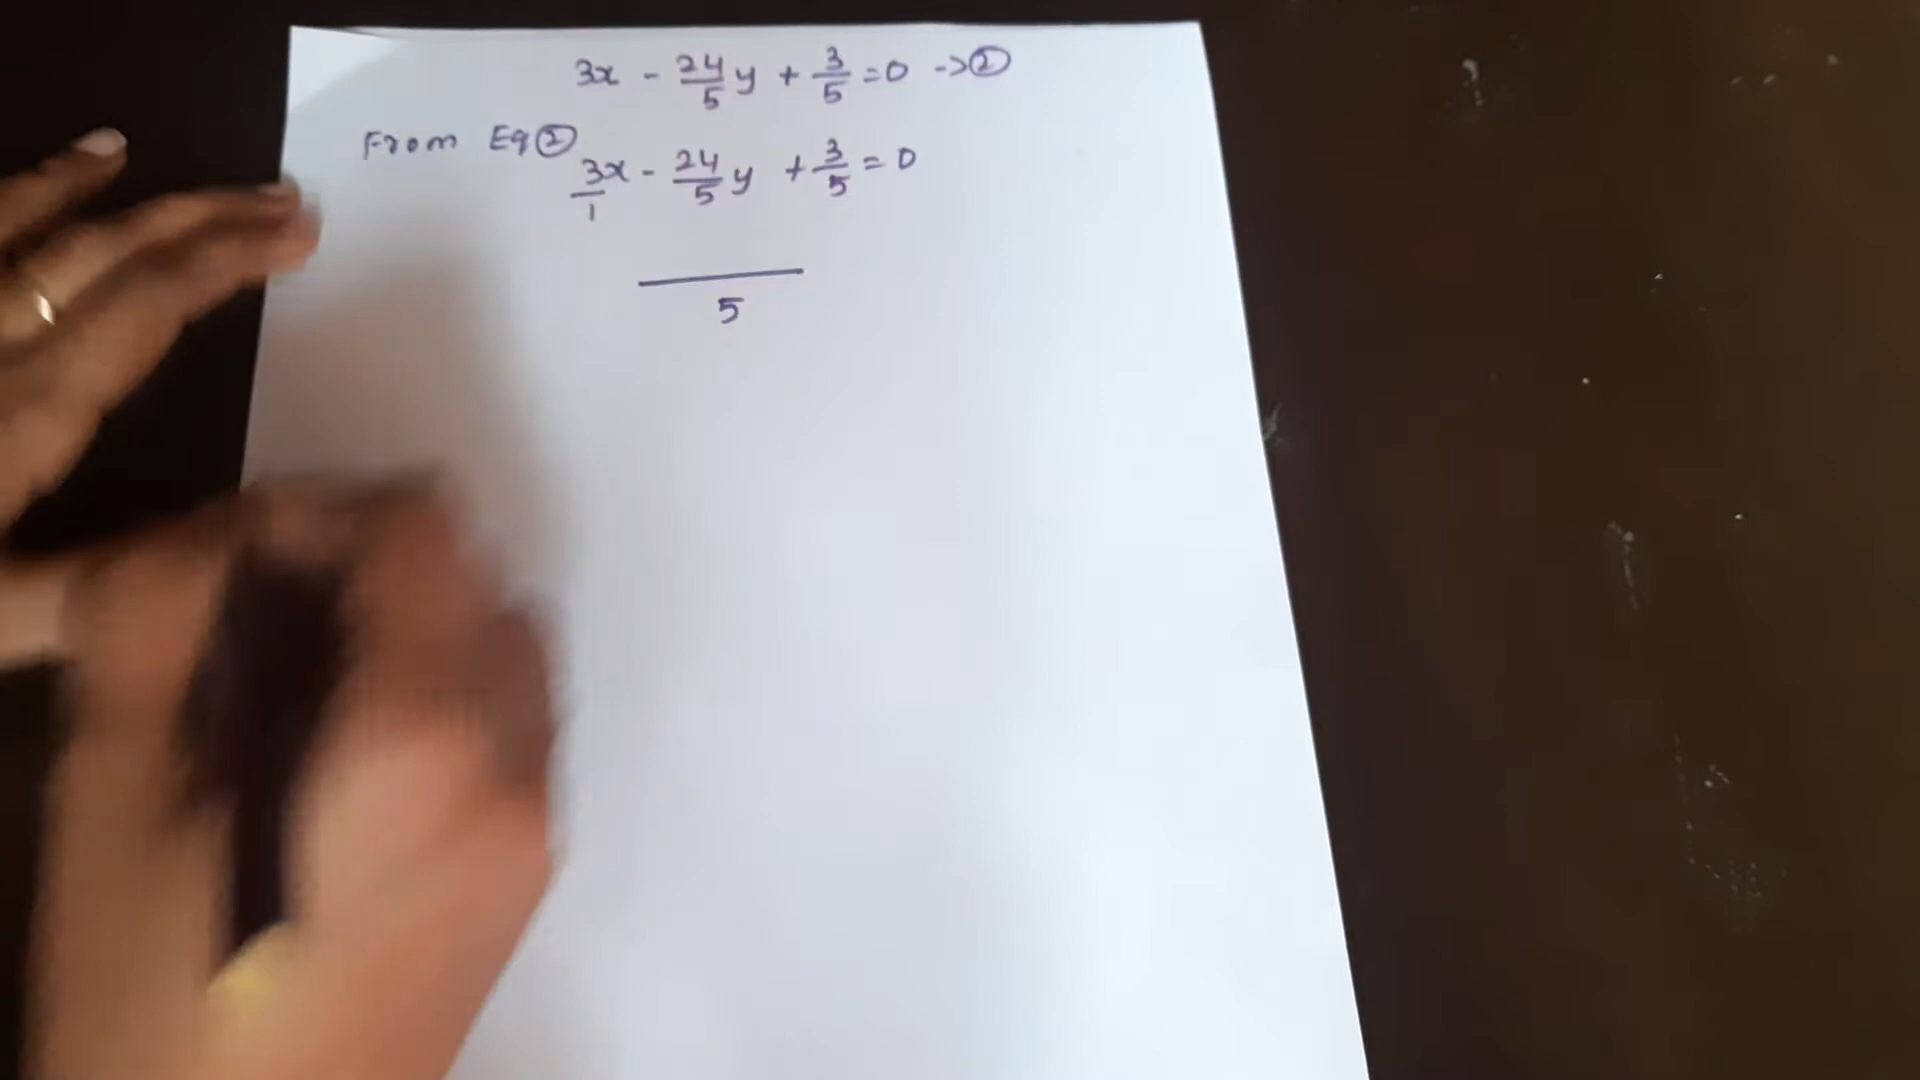 3x - 24/5 y + 3/5 = 0 -> ②
From Eq ②
3x/1 - 24/5 y + 3/5 = 0
/5